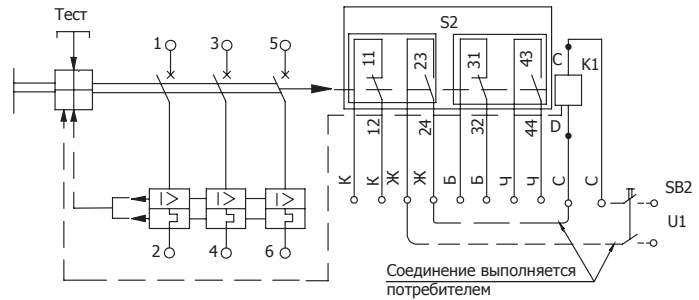 Тест
1
3
5
S2
11
23
31
43
C
K1
12
24
32
44
D
К
К
Ж
Ж
Б
Б
Ч
Ч
С
С
SB2
U1
I>
I>
I>
2
4
6
Соединение выполняется
потребителем